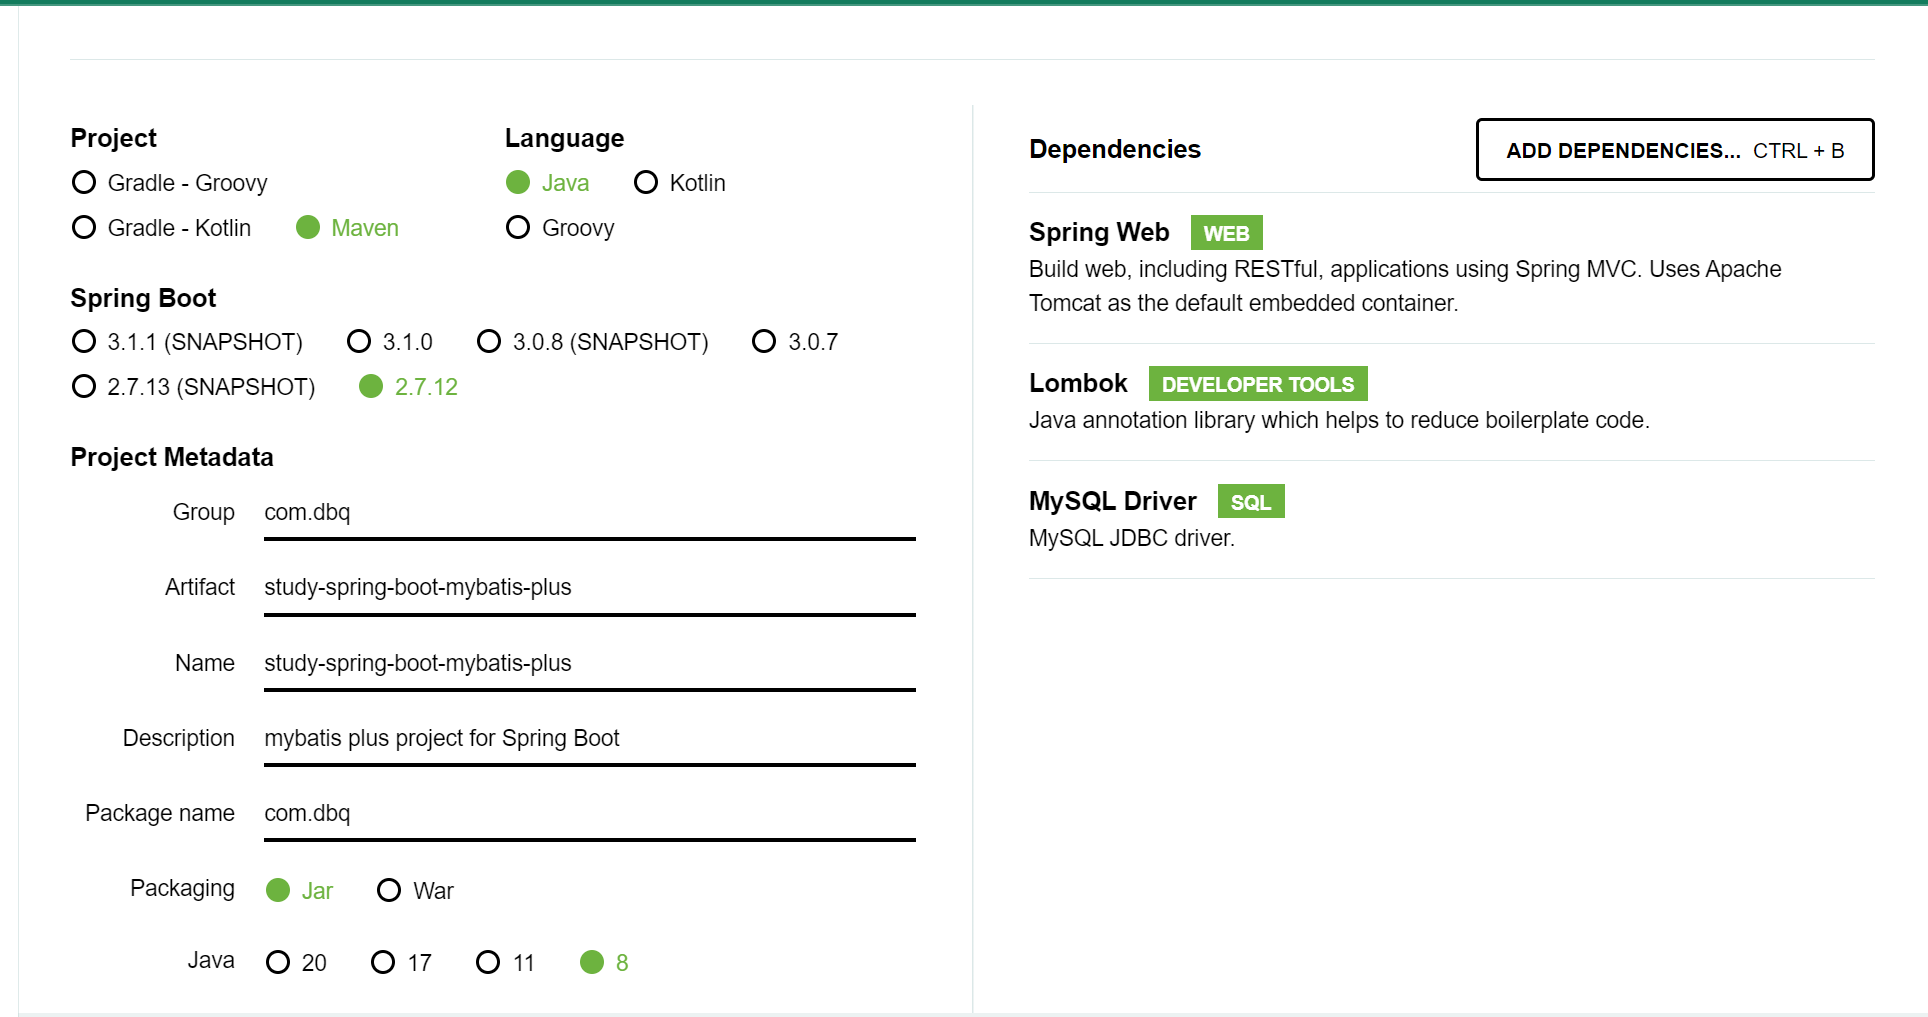 Project
Gradle - Groovy
Gradle - Kotlin Maven
Language
Java Kotlin
Groovy
Spring Boot
3.1.1 (SNAPSHOT) 3.1.0 3.0.8 (SNAPSHOT) 3.0.7
2.7.13 (SNAPSHOT) 2.7.12
Project Metadata
Group com.dbq
Artifact study-spring-boot-mybatis-plus
Name study-spring-boot-mybatis-plus
Description mybatis plus project for Spring Boot
Package name com.dbq
Packaging Jar War
Java 20 17 11 8
Dependencies ADD DEPENDENCIES... CTRL + B
Spring Web WEB
Build web, including RESTful, applications using Spring MVC. Uses Apache
Tomcat as the default embedded container.
Lombok DEVELOPER TOOLS
Java annotation library which helps to reduce boilerplate code.
MySQL Driver SQL
MySQL JDBC driver.